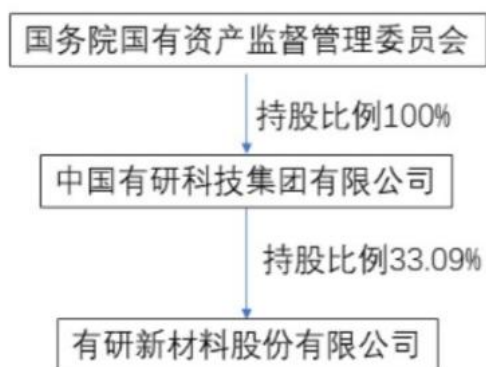 国务院国有资产监督管理委员会
持股比例100%
中国有研科技集团有限公司
持股比例33.09%
有研新材料股份有限公司